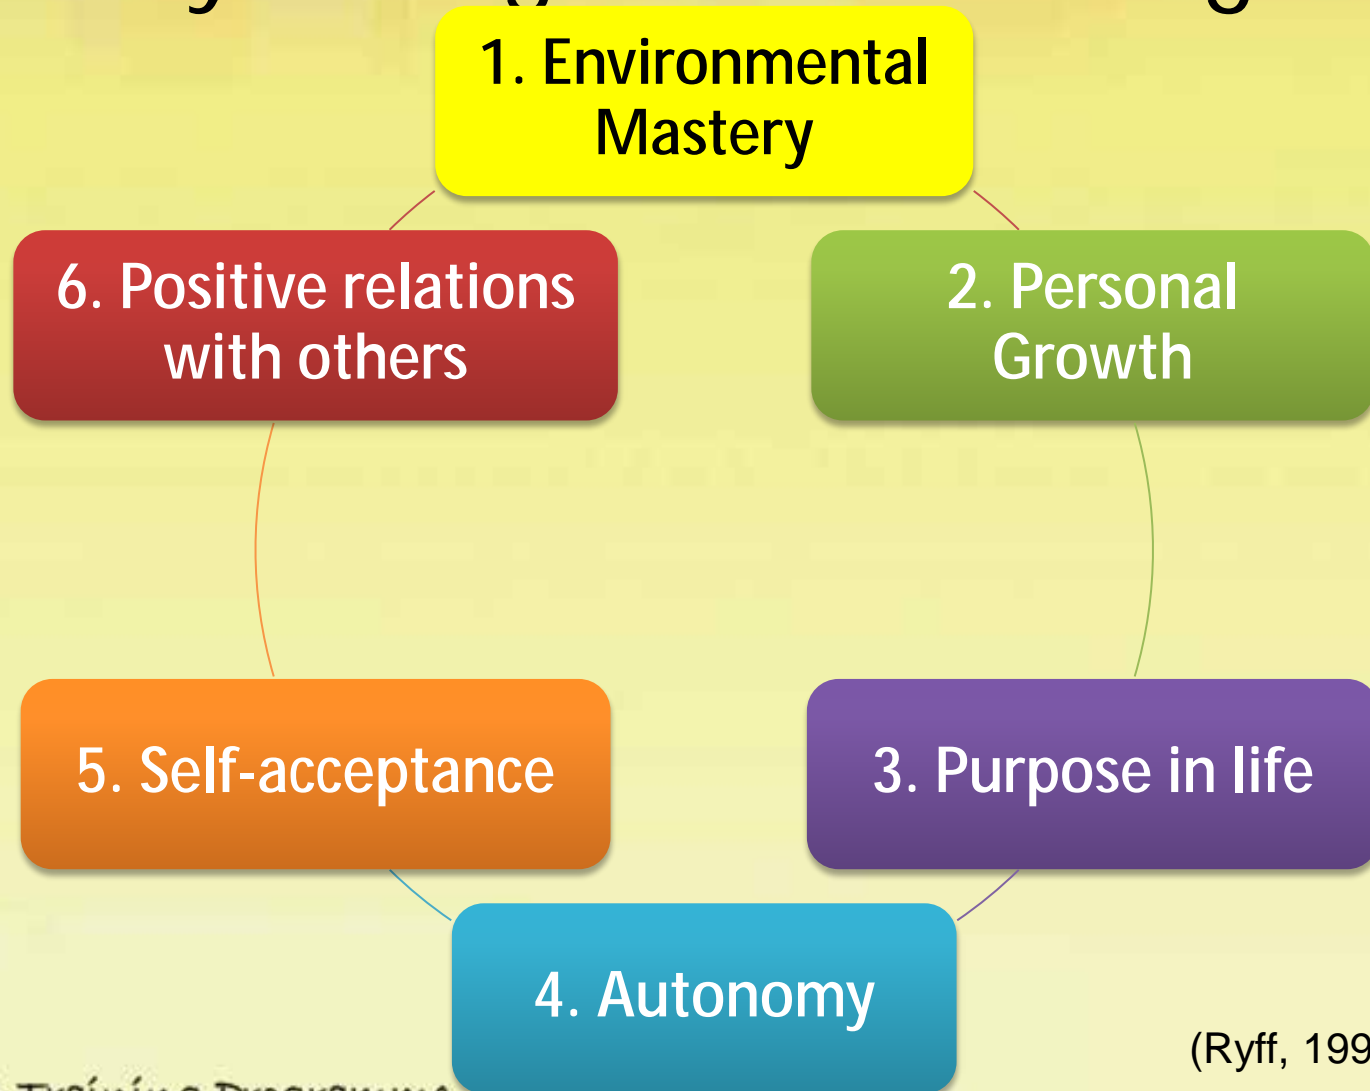 1. Environmental
Mastery
2. Personal
Growth
3. Purpose in life
4. Autonomy
5. Self-acceptance
6. Positive relations
with others
(Ryff, 199